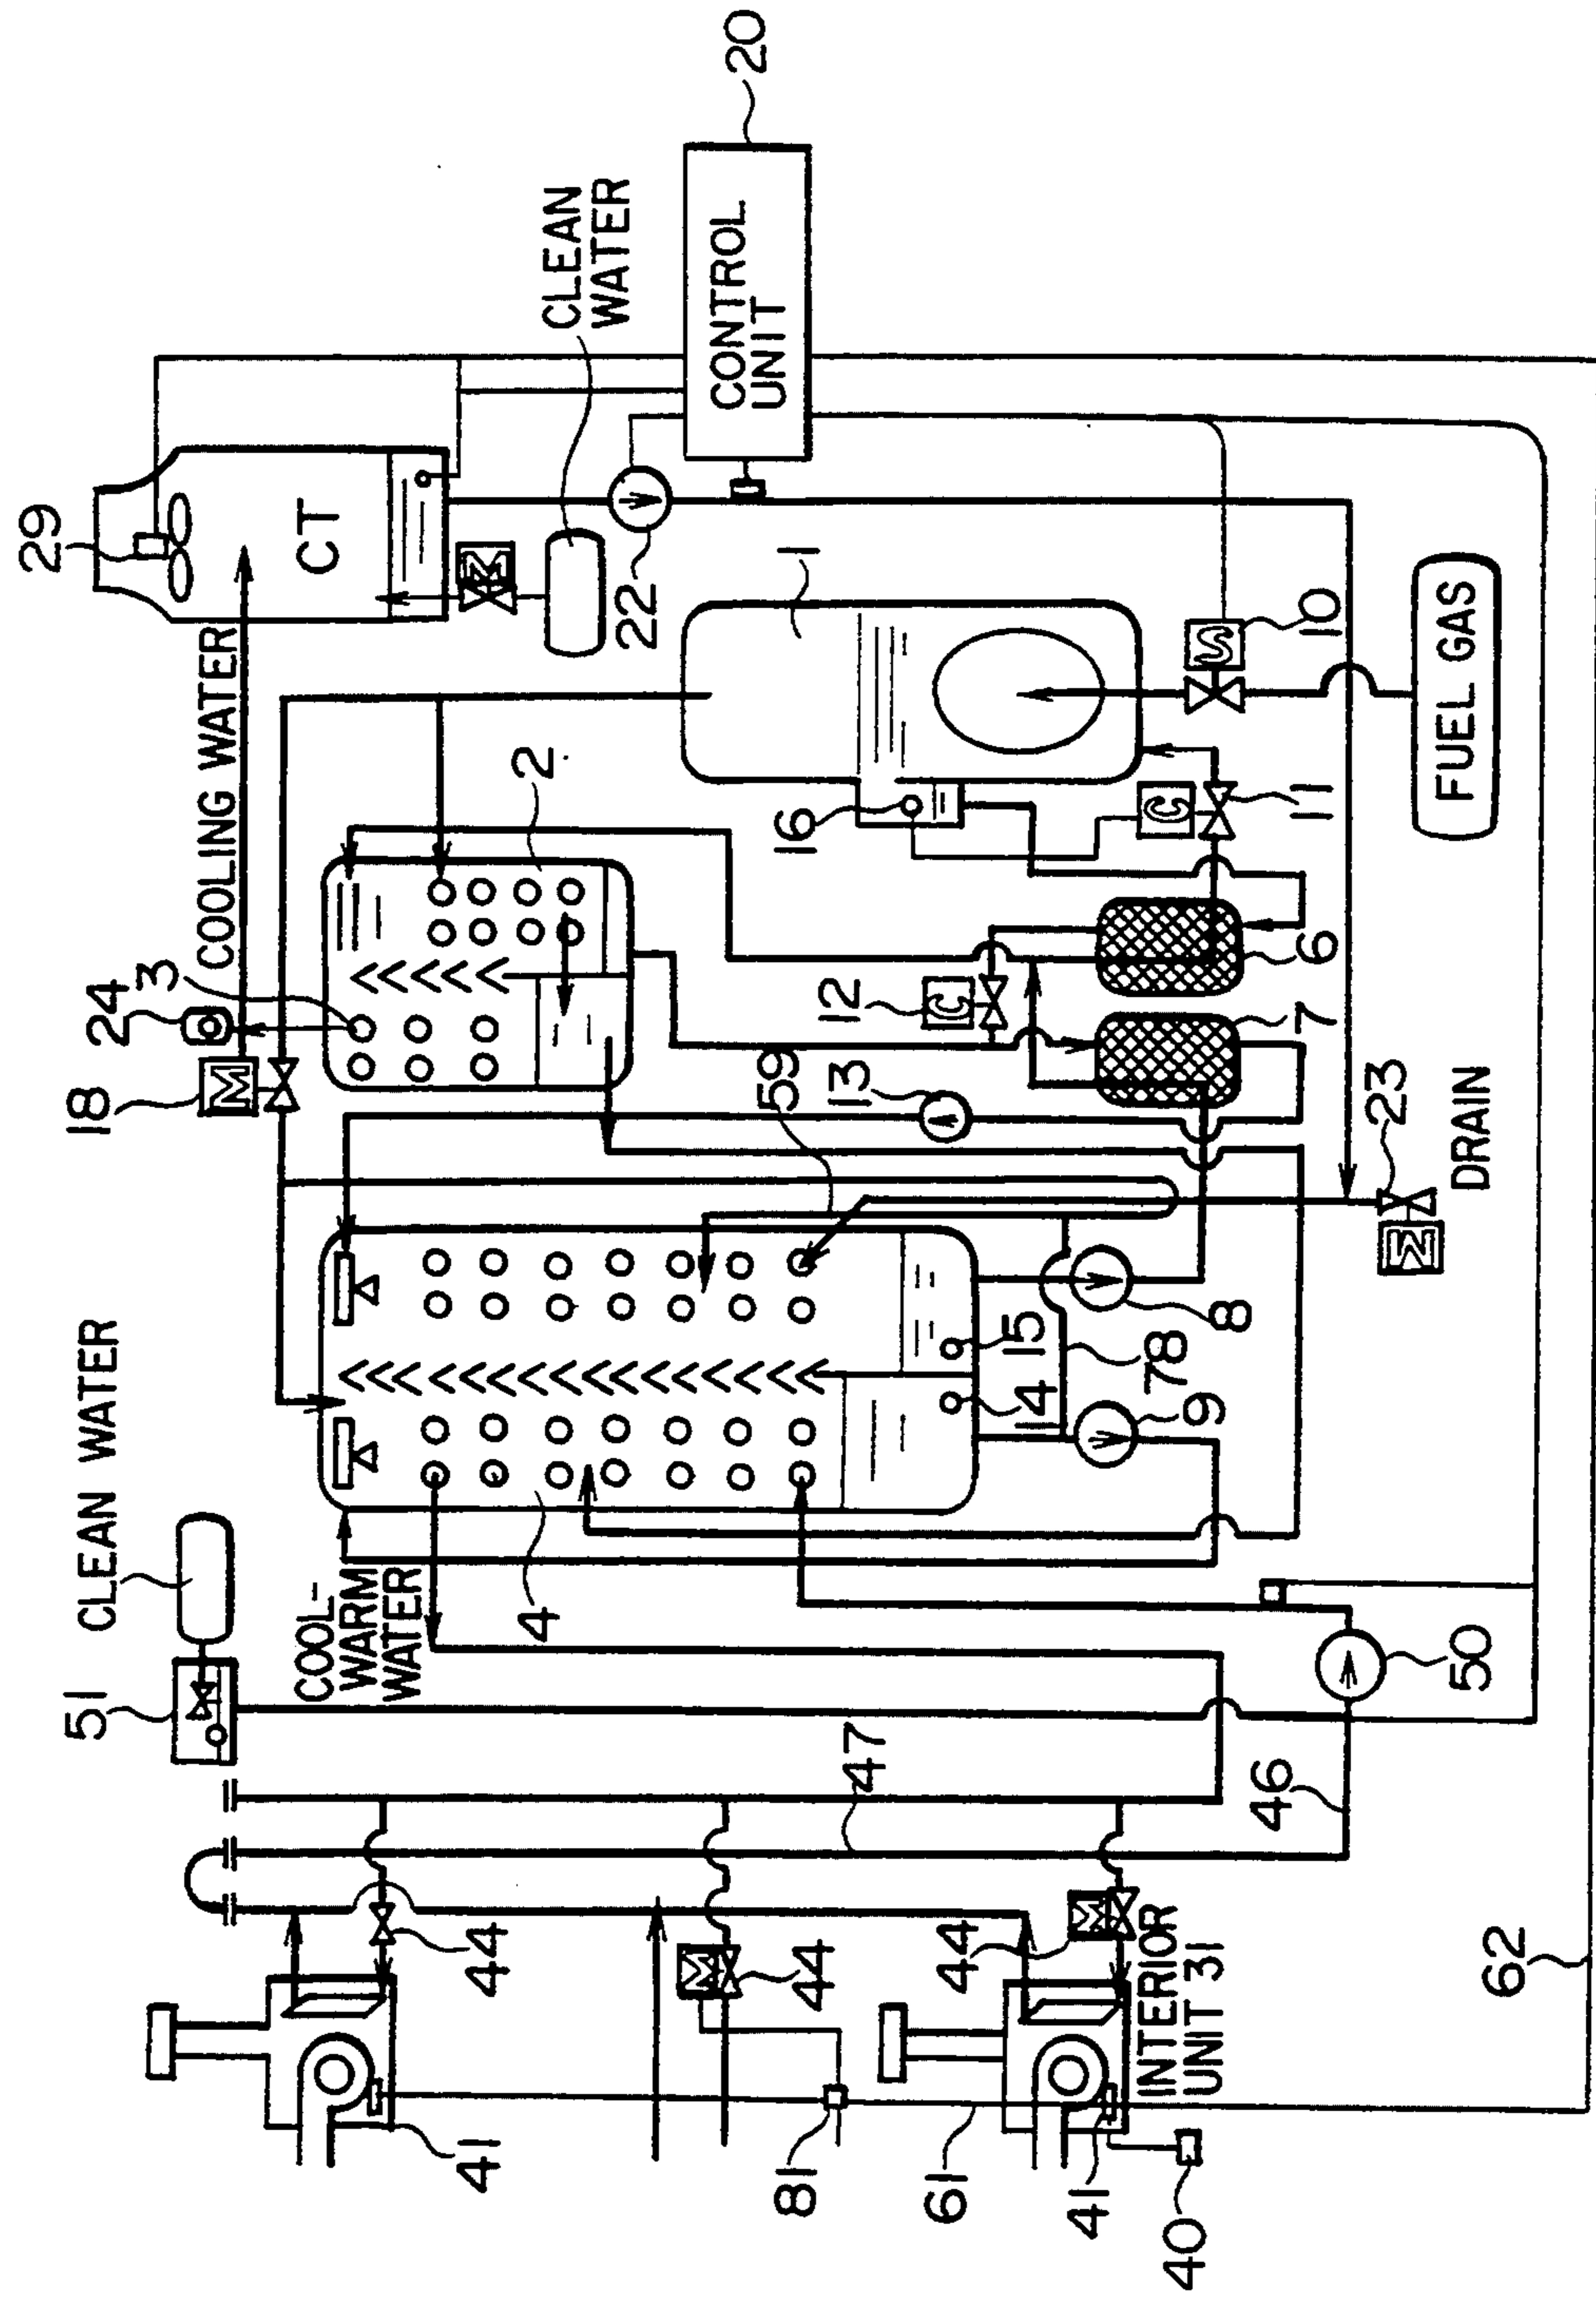 29
51
18
M
CLEAN WATER
24
3
COOLING WATER
CT
COOL-
WARM
WATER
M
41
44
2
4
CLEAN
WATER
22
20
CONTROL
UNIT
M
81
44
59
16
1
12
C
13
47
61
44
41
M
15
14
INTERIOR
UNIT 31
40
78
9
8
C
S
46
7
6
11
10
23
M
DRAIN
50
FUEL GAS
62